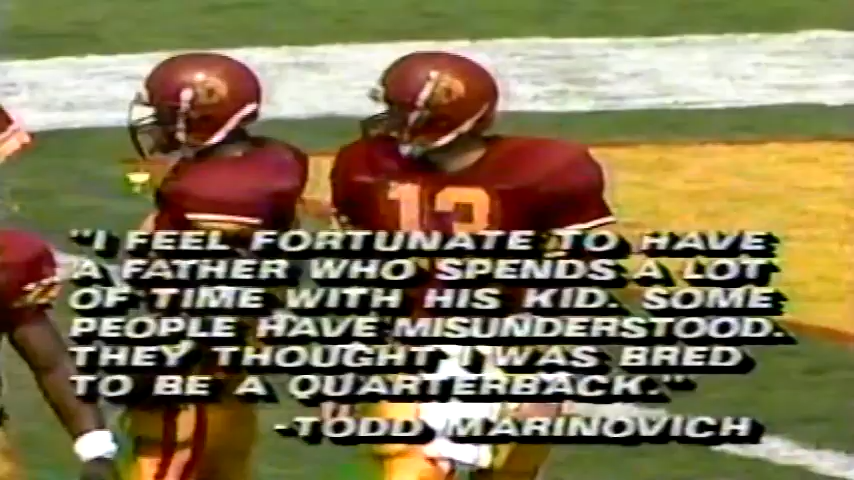 13
"I FEEL FORTUNATE TO HAVE
A FATHER WHO SPENDS A LOT
OF TIME WITH HIS KID. SOME
PEOPLE HAVE MISUNDERSTOOD.
THEY THOUGHT I WAS BRED
TO BE A QUARTERBACK."
-TODD MARINOVICH